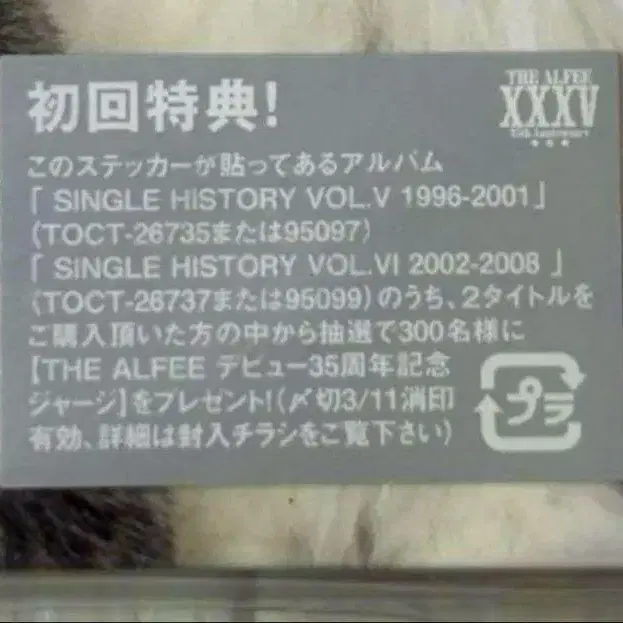 THE ALFEE
XXXV
35th Anniversary
初回特典!
このステッカーが貼ってあるアルバム
「 SINGLE HISTORY VOL.V 1996-2001」
(TOCT-26735または95097)
「 SINGLE HISTORY VOL.VI 2002-2008 」
(TOCT-26737または95099)のうち、2タイトルを
ご購入頂いた方の中から抽選で300名様に
【THE ALFEE デビュー35周年記念
ジャージ】をプレゼント!(〆切3/11消印
有効、詳細は封入チラシをご覧下さい)
プラ